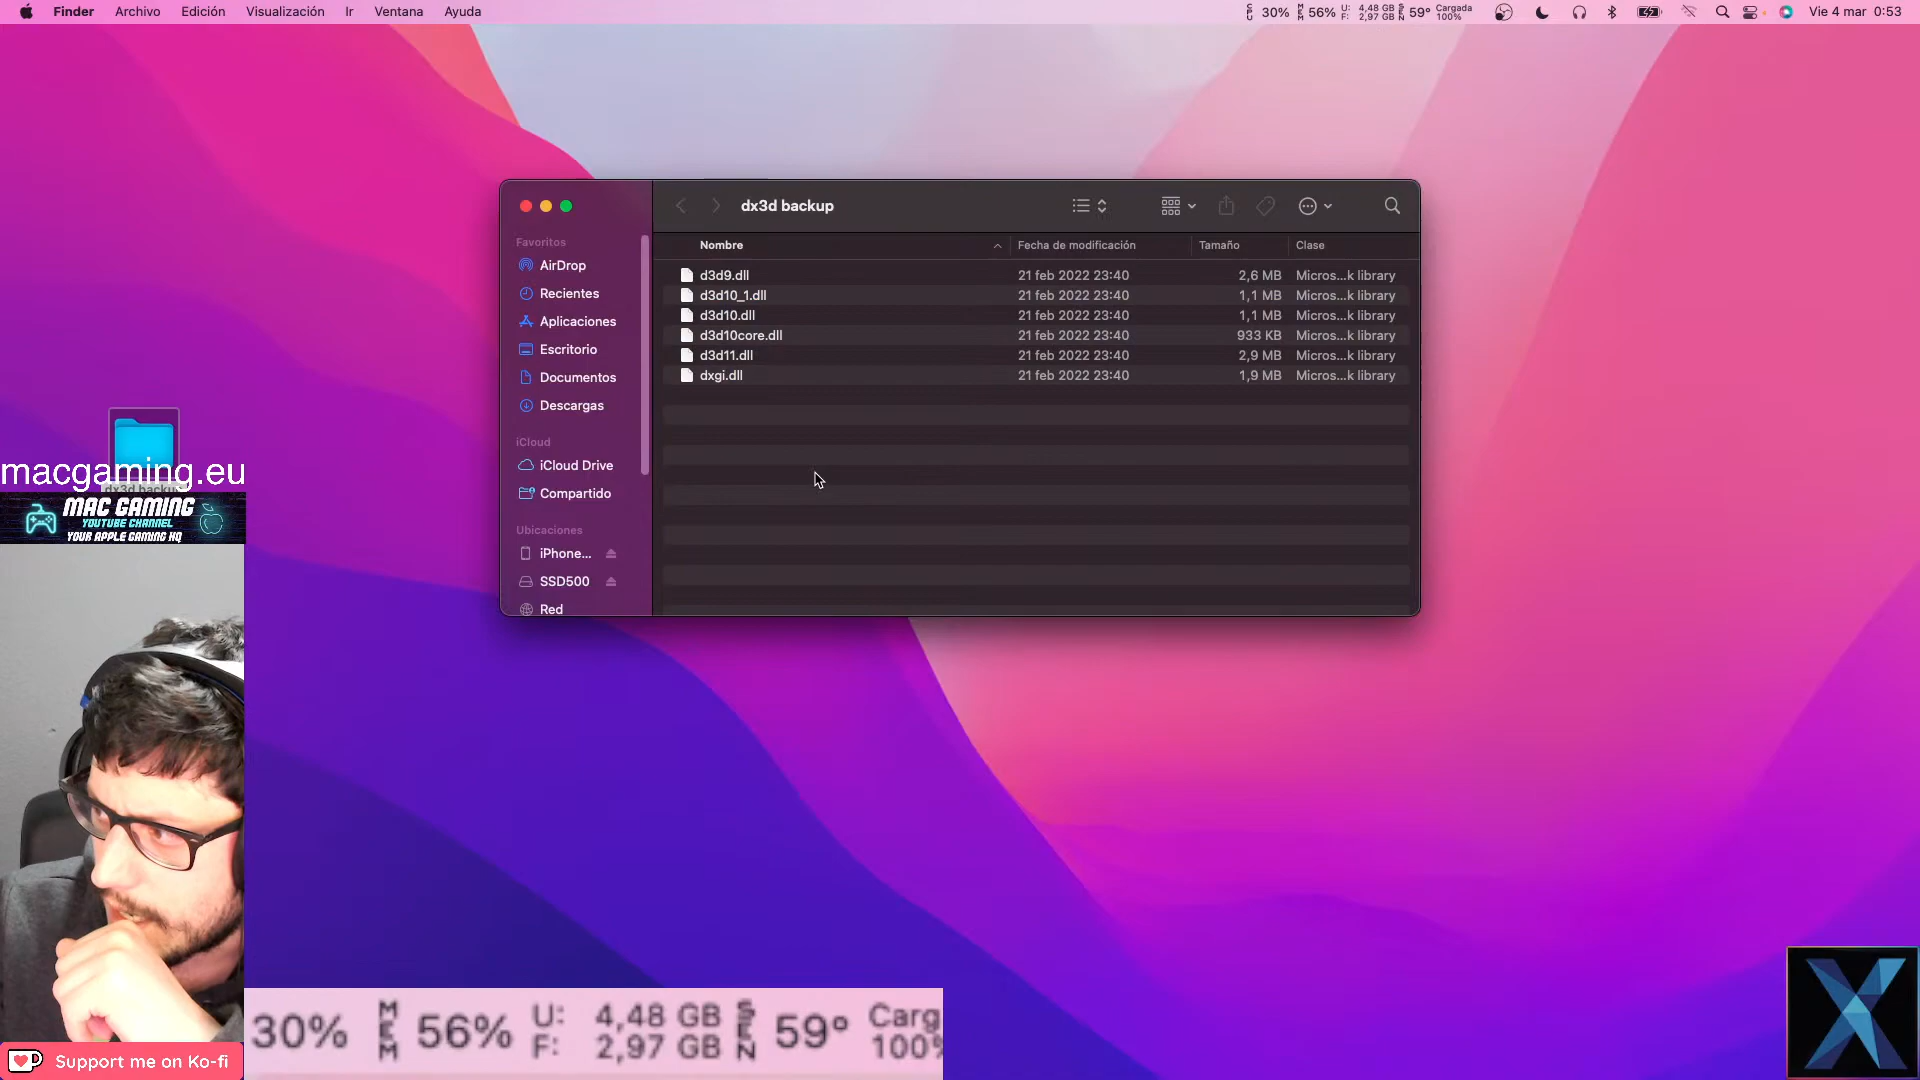 Finder Archivo Edición Visualización Ir Ventana Ayuda
CPU 30% MEM 56% U: 4,48 GB F: 2,97 GB SEN 59° Cargada 100% Vie 4 mar 0:53
dx3d backup
Favoritos
AirDrop
Recientes
Aplicaciones
Escritorio
Documentos
Descargas
iCloud
iCloud Drive
Compartido
Ubicaciones
iPhone...
SSD500
Red
Nombre Fecha de modificación Tamaño Clase
d3d9.dll 21 feb 2022 23:40 2,6 MB Micros...k library
d3d10_1.dll 21 feb 2022 23:40 1,1 MB Micros...k library
d3d10.dll 21 feb 2022 23:40 1,1 MB Micros...k library
d3d10core.dll 21 feb 2022 23:40 933 KB Micros...k library
d3d11.dll 21 feb 2022 23:40 2,9 MB Micros...k library
dxgi.dll 21 feb 2022 23:40 1,9 MB Micros...k library
macgaming.eu
dx3d backup
MAC GAMING
YOUTUBE CHANNEL
YOUR APPLE GAMING HQ
30% MEM 56% U: 4,48 GB SEN 59° Carg
F: 2,97 GB 100%
Support me on Ko-fi